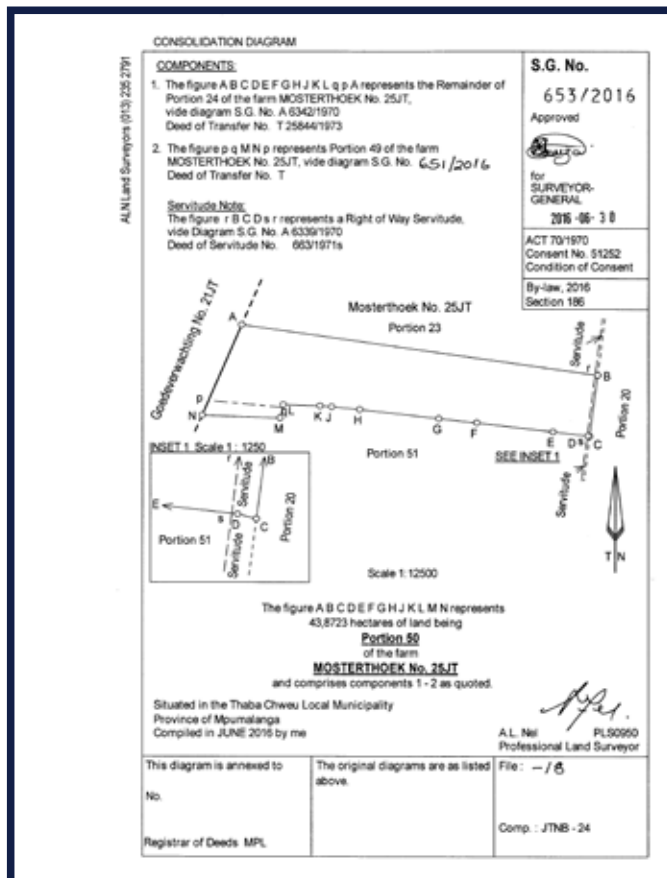 CONSOLIDATION DIAGRAM
ALN Land Surveyors (013) 235 2791
COMPONENTS:
1. The figure A B C D E F G H J K L q p A represents the Remainder of
Portion 24 of the farm MOSTERTHOEK No. 25JT,
vide diagram S.G. No. A 6342/1970
Deed of Transfer No. T 25844/1973
2. The figure p q M N p represents Portion 49 of the farm
MOSTERTHOEK No. 25JT, vide diagram S.G. No. 651/2016
Deed of Transfer No. T
Servitude Note:
The figure r B C D s r represents a Right of Way Servitude,
vide Diagram S.G. No. A 6339/1970
Deed of Servitude No. 663/1971s
S.G. No.
653/2016
Approved
for
SURVEYOR-
GENERAL
2016 -06- 30
ACT 70/1970
Consent No. 51252
Condition of Consent
By-law, 2016
Section 186
Goedeverwachting No. 21JT
Mosterthoek No. 25JT
Portion 23
A
Servitude
r
B
Portion 20
p
N
L
M
K J
H
G
F
E
D s C
Servitude
Portion 51
SEE INSET 1
INSET 1 Scale 1 : 1250
r
B
Servitude
E
s
D
C
Portion 20
Portion 51
Servitude
T N
Scale 1: 12500
The figure A B C D E F G H J K L M N represents
43,8723 hectares of land being
Portion 50
of the farm
MOSTERTHOEK No. 25JT
and comprises components 1 - 2 as quoted.
Situated in the Thaba Chweu Local Municipality
Province of Mpumalanga
Compiled in JUNE 2016 by me
A.L. Nel PLS0950
Professional Land Surveyor
This diagram is annexed to
No.
Registrar of Deeds MPL
The original diagrams are as listed
above.
File : -/8
Comp. : JTNB - 24